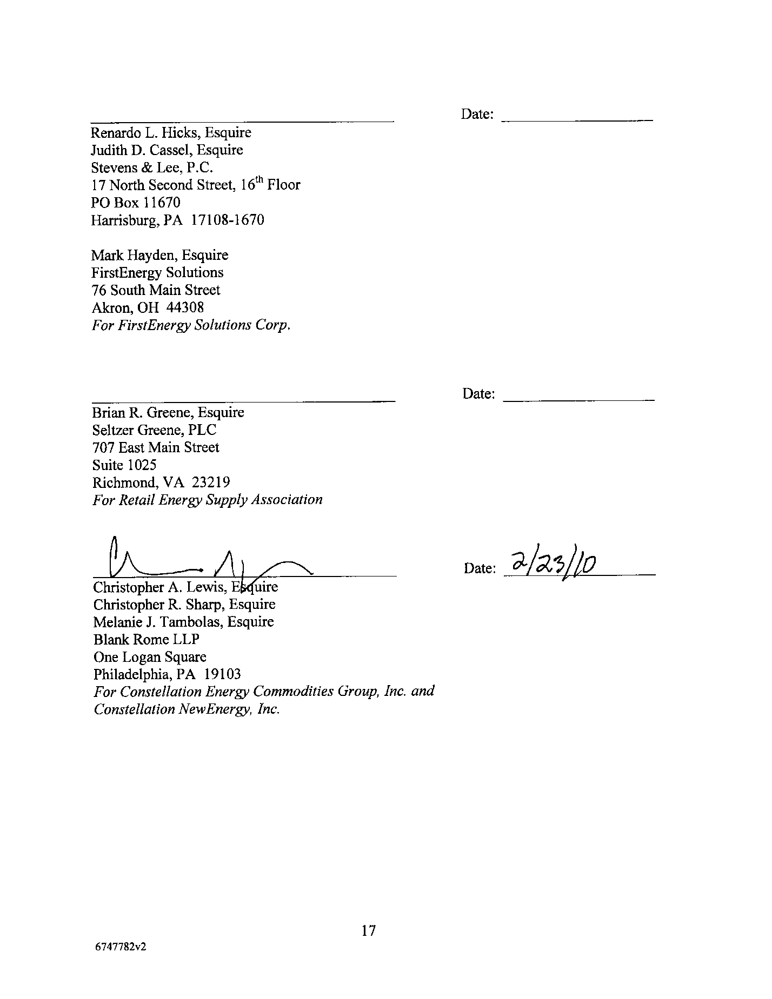 Date:
Renardo L. Hicks, Esquire
Judith D. Cassel, Esquire
Stevens & Lee, P.C.
17 North Second Street, 16th Floor
PO Box 11670
Harrisburg, PA 17108-1670
Mark Hayden, Esquire
FirstEnergy Solutions
76 South Main Street
Akron, OH 44308
For FirstEnergy Solutions Corp.
Date:
Brian R. Greene, Esquire
Seltzer Greene, PLC
707 East Main Street
Suite 1025
Richmond, VA 23219
For Retail Energy Supply Association
Date: 2/23/10
Christopher A. Lewis, Esquire
Christopher R. Sharp, Esquire
Melanie J. Tambolas, Esquire
Blank Rome LLP
One Logan Square
Philadelphia, PA 19103
For Constellation Energy Commodities Group, Inc. and
Constellation NewEnergy, Inc.
17
6747782v2